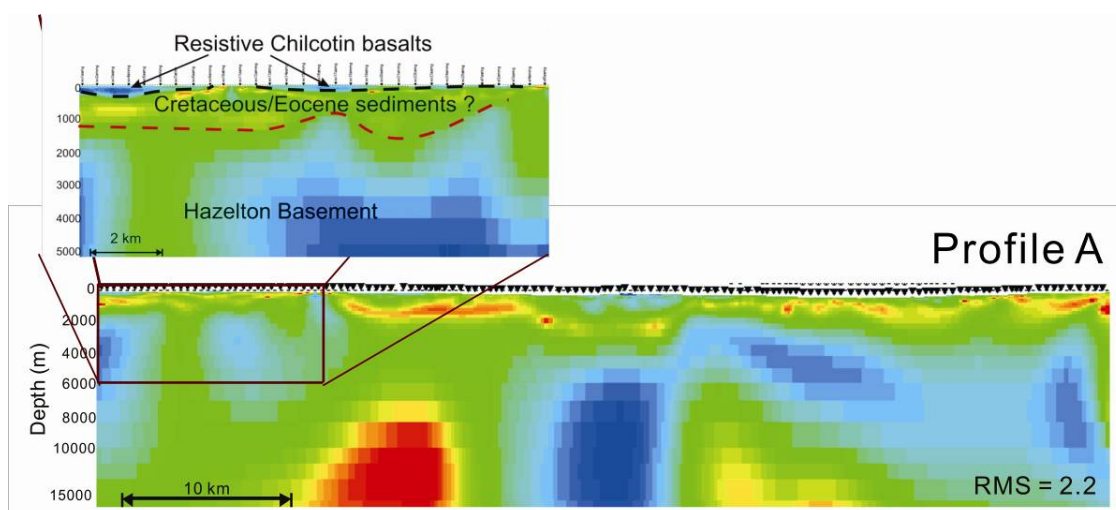 Resistive Chilcotin basalts
0
Cretaceous/Eocene sediments ?
1000
2000
3000
Hazelton Basement
4000
2 km
5000
Profile A
0
2000
4000
6000
8000
10000
15000
Depth (m)
10 km
RMS = 2.2